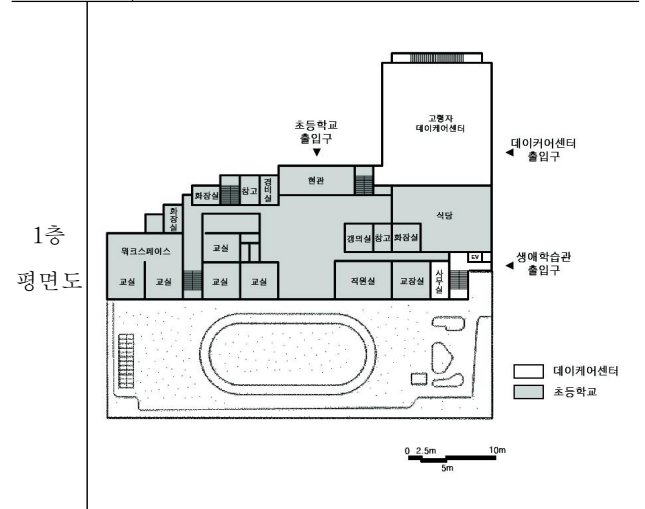 1층
평면도
고령자
데이케어센터
초등학교
출입구
데이케어센터
출입구
현관
경비실
창고
화장실
화장실
식당
갱의실
창고
화장실
교실
워크스페이스
EV
생애학습관
출입구
교실
교실
교실
교실
직원실
교장실
사무실
데이케어센터
초등학교
0 2.5m 10m
5m